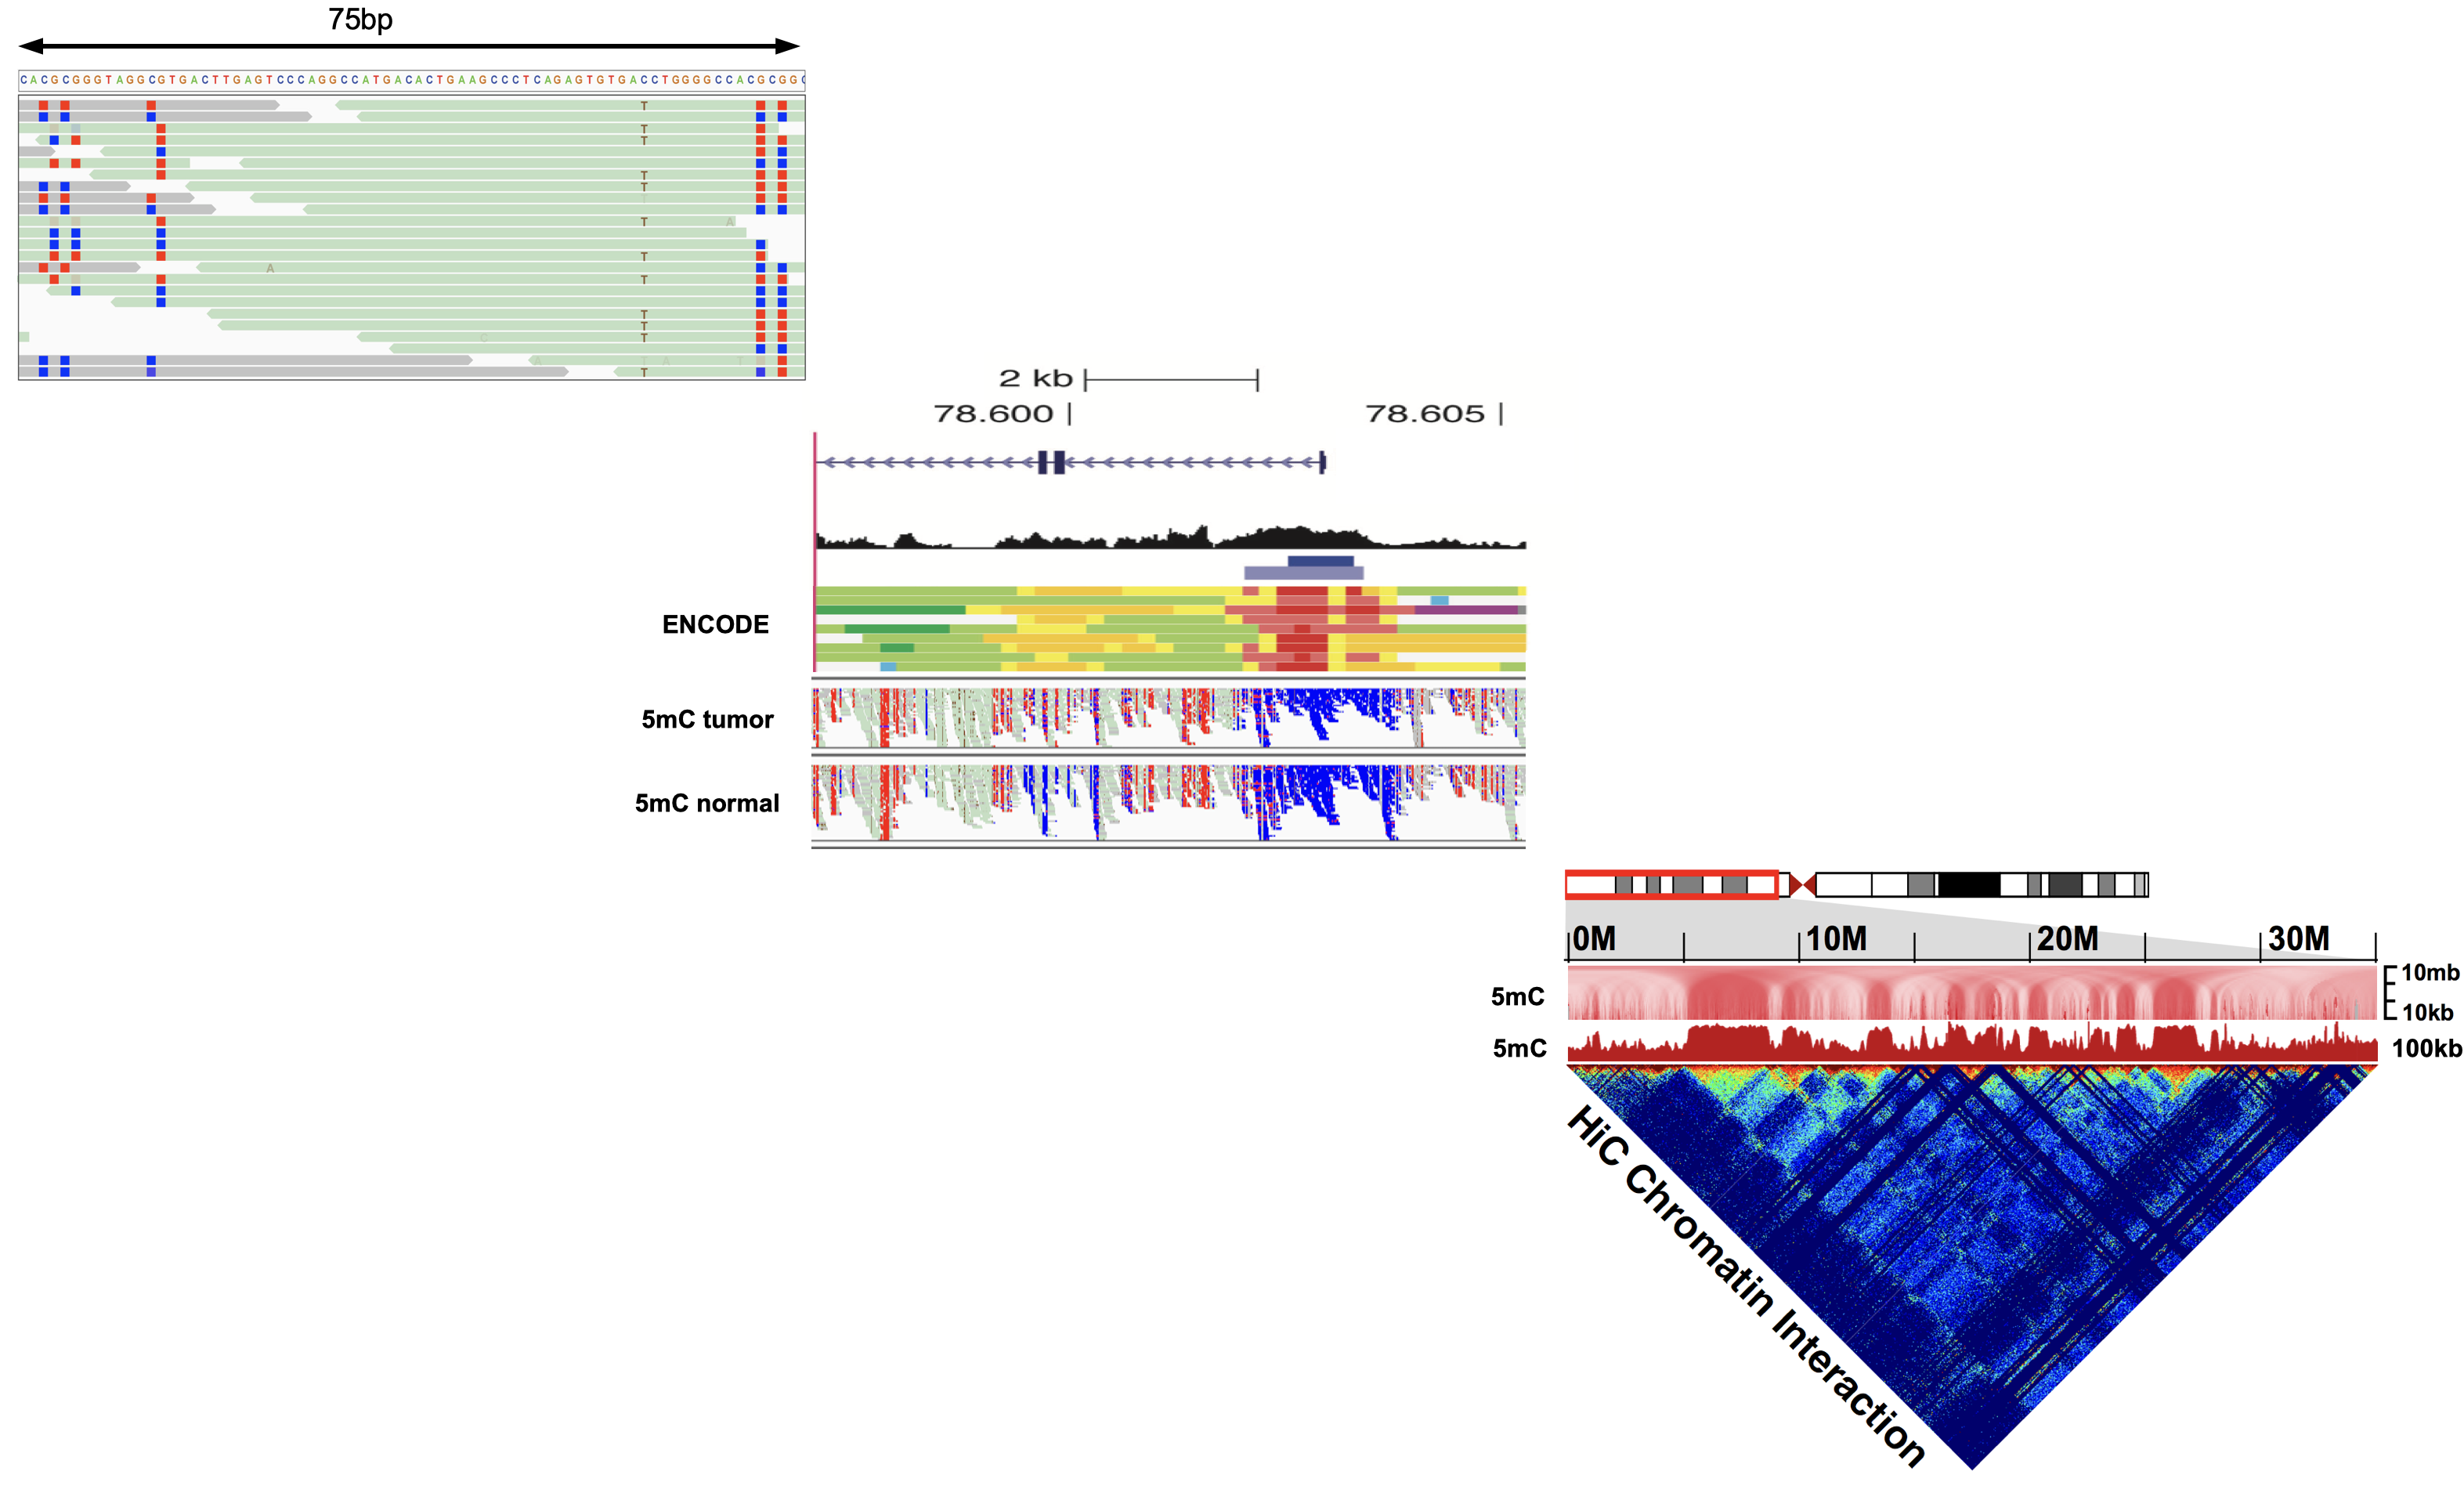 75bp
CACGCGGGTAGGCGTGACTTGAGTCCCAGGCCATGACACTGAAGCCCTCAGAGTGTGACCTGGGGCCACGCGGC
T
T
T
T
T
T A
T
A
T
T
T
C T
T
2 kb
78.600 78.605
ENCODE
5mC tumor
5mC normal
0M 10M 20M 30M
5mC 10mb
10kb
5mC 100kb
HiC Chromatin Interaction